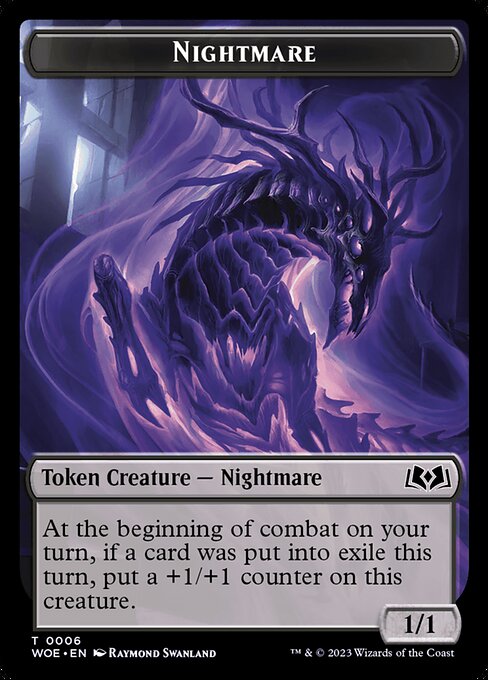 Nightmare
Token Creature — Nightmare
At the beginning of combat on your
turn, if a card was put into exile this
turn, put a +1/+1 counter on this
creature.
1/1
T 0006
WOE • EN Raymond Swanland
™ & © 2023 Wizards of the Coast